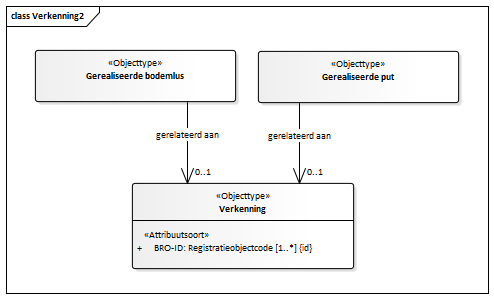 class Verkenning2
«Objecttype»
Gerealiseerde bodemlus
«Objecttype»
Gerealiseerde put
gerelateerd aan
gerelateerd aan
0..1
0..1
«Objecttype»
Verkenning
«Attribuutsoort»
+ BRO-ID: Registratieobjectcode [1..*] {id}